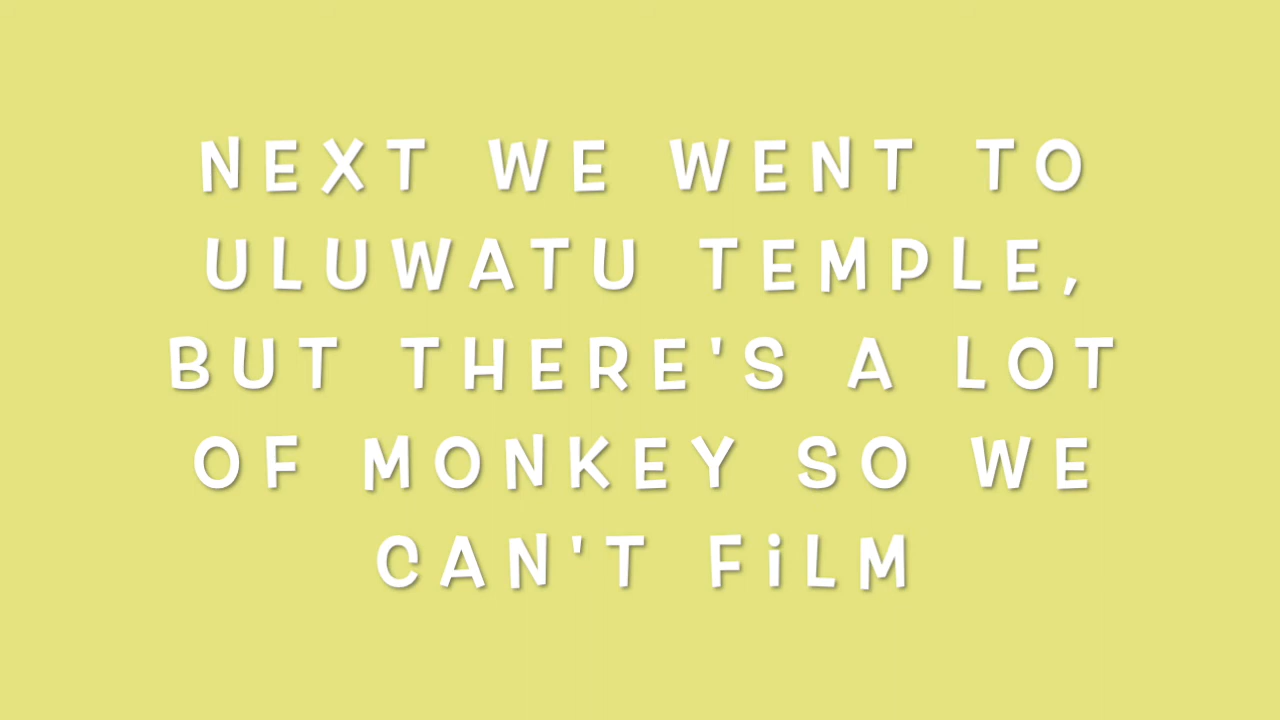 NEXT WE WENT TO
ULUWATU TEMPLE,
BUT THERE'S A LOT
OF MONKEY SO WE
CAN'T FiLM